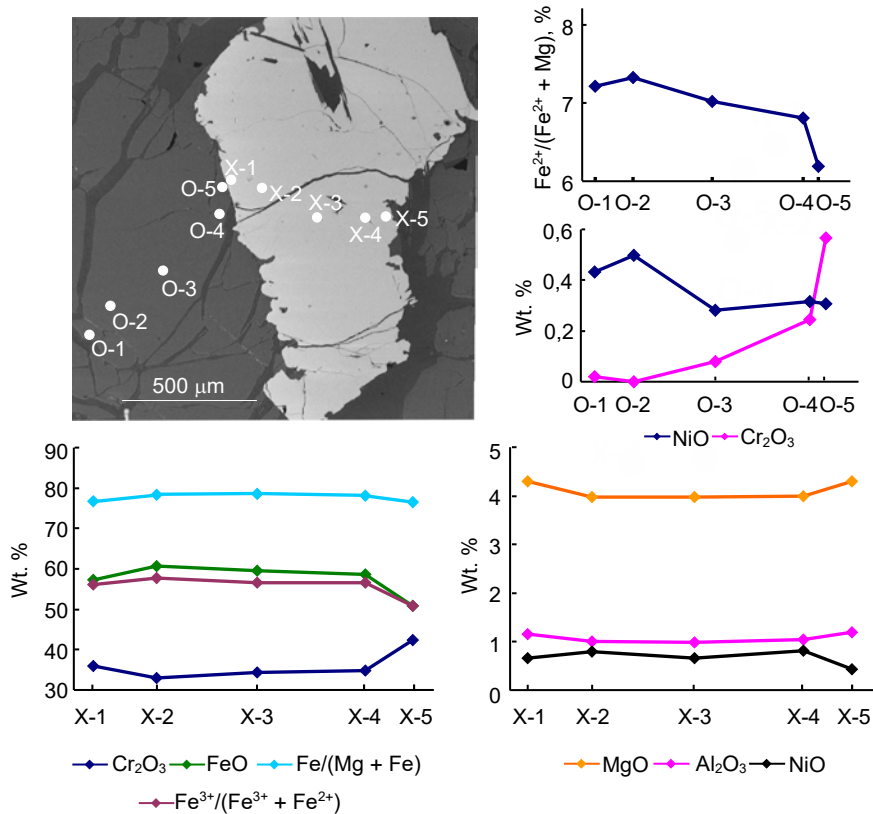 X-1
O-5
X-2
X-3
O-4
X-4
X-5
O-3
O-2
O-1
500 μm
Fe²⁺/(Fe²⁺ + Mg), %
8
7
6
O-1 O-2 O-3 O-4 O-5
Wt. %
0,6
0,4
0,2
0
O-1 O-2 O-3 O-4 O-5
NiO Cr₂O₃
Wt. %
90
80
70
60
50
40
30
X-1 X-2 X-3 X-4 X-5
Cr₂O₃ FeO Fe/(Mg + Fe)
Fe³⁺/(Fe³⁺ + Fe²⁺)
Wt. %
5
4
3
2
1
0
X-1 X-2 X-3 X-4 X-5
MgO Al₂O₃ NiO